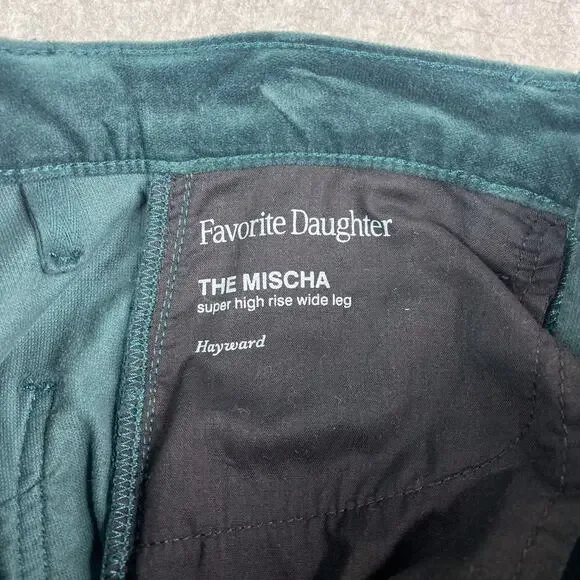 Favorite Daughter
THE MISCHA
super high rise wide leg
Hayward